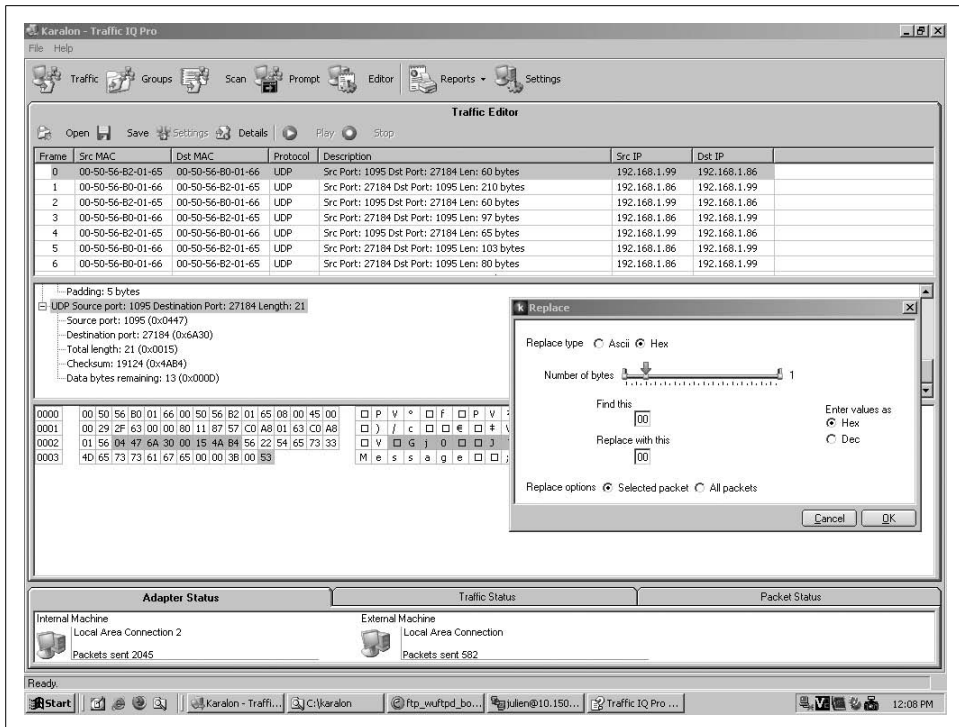 Karalon - Traffic IQ Pro
File Help
Traffic Groups Scan Prompt Editor Reports Settings
Traffic Editor
Open Save Settings Details Play Stop
Frame Src MAC Dst MAC Protocol Description Src IP Dst IP
0 00-50-56-B2-01-65 00-50-56-B0-01-66 UDP Src Port: 1095 Dst Port: 27184 Len: 60 bytes 192.168.1.99 192.168.1.86
1 00-50-56-B0-01-66 00-50-56-B2-01-65 UDP Src Port: 27184 Dst Port: 1095 Len: 210 bytes 192.168.1.86 192.168.1.99
2 00-50-56-B2-01-65 00-50-56-B0-01-66 UDP Src Port: 1095 Dst Port: 27184 Len: 60 bytes 192.168.1.99 192.168.1.86
3 00-50-56-B0-01-66 00-50-56-B2-01-65 UDP Src Port: 27184 Dst Port: 1095 Len: 97 bytes 192.168.1.86 192.168.1.99
4 00-50-56-B2-01-65 00-50-56-B0-01-66 UDP Src Port: 1095 Dst Port: 27184 Len: 65 bytes 192.168.1.99 192.168.1.86
5 00-50-56-B0-01-66 00-50-56-B2-01-65 UDP Src Port: 27184 Dst Port: 1095 Len: 103 bytes 192.168.1.86 192.168.1.99
6 00-50-56-B0-01-66 00-50-56-B2-01-65 UDP Src Port: 27184 Dst Port: 1095 Len: 80 bytes 192.168.1.86 192.168.1.99
Padding: 5 bytes
UDP Source port: 1095 Destination Port: 27184 Length: 21
Source port: 1095 (0x0447)
Destination port: 27184 (0x6A30)
Total length: 21 (0x0015)
Checksum: 19124 (0x4AB4)
Data bytes remaining: 13 (0x000D)
0000 00 50 56 B0 01 66 00 50 56 B2 01 65 08 00 45 00 □ P V ° □ f □ P V
0001 00 29 2F 63 00 00 80 11 87 57 C0 A8 01 63 C0 A8 □ ) / c □ □ € □ ‡
0002 01 56 04 47 6A 30 00 15 4A B4 56 22 54 65 73 33 □ V □ G j 0 □ □ J
0003 4D 65 73 73 61 67 65 00 00 3B 00 53 M e s s a g e □ □ ;
Replace
Replace type Ascii Hex
Number of bytes 1
Find this
00
Replace with this
00
Enter values as
Hex
Dec
Replace options Selected packet All packets
Cancel OK
Adapter Status Traffic Status Packet Status
Internal Machine External Machine
Local Area Connection 2 Local Area Connection
Packets sent 2045 Packets sent 582
Ready.
Start Karalon - Traffi... C:\karalon ftp_wuftpd_bo... julien@10.150... Traffic IQ Pro ... 12:08 PM